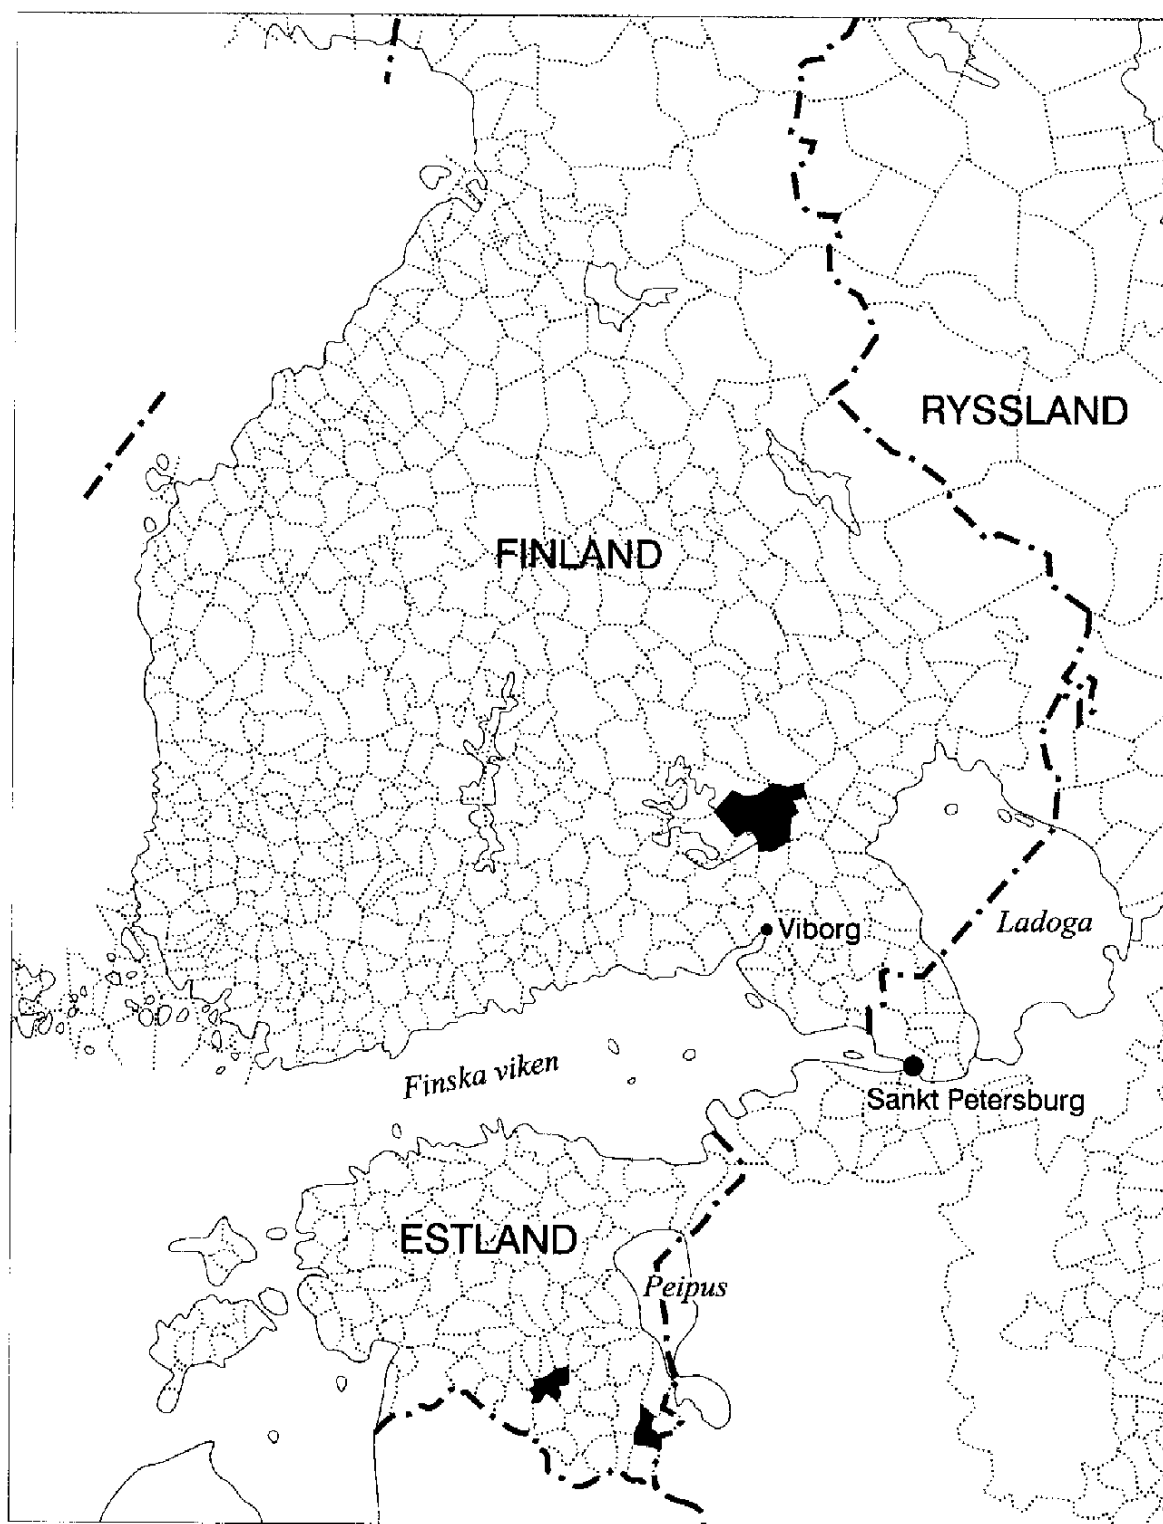 RYSSLAND
FINLAND
Viborg
Ladoga
Finska viken
Sankt Petersburg
ESTLAND
Peipus